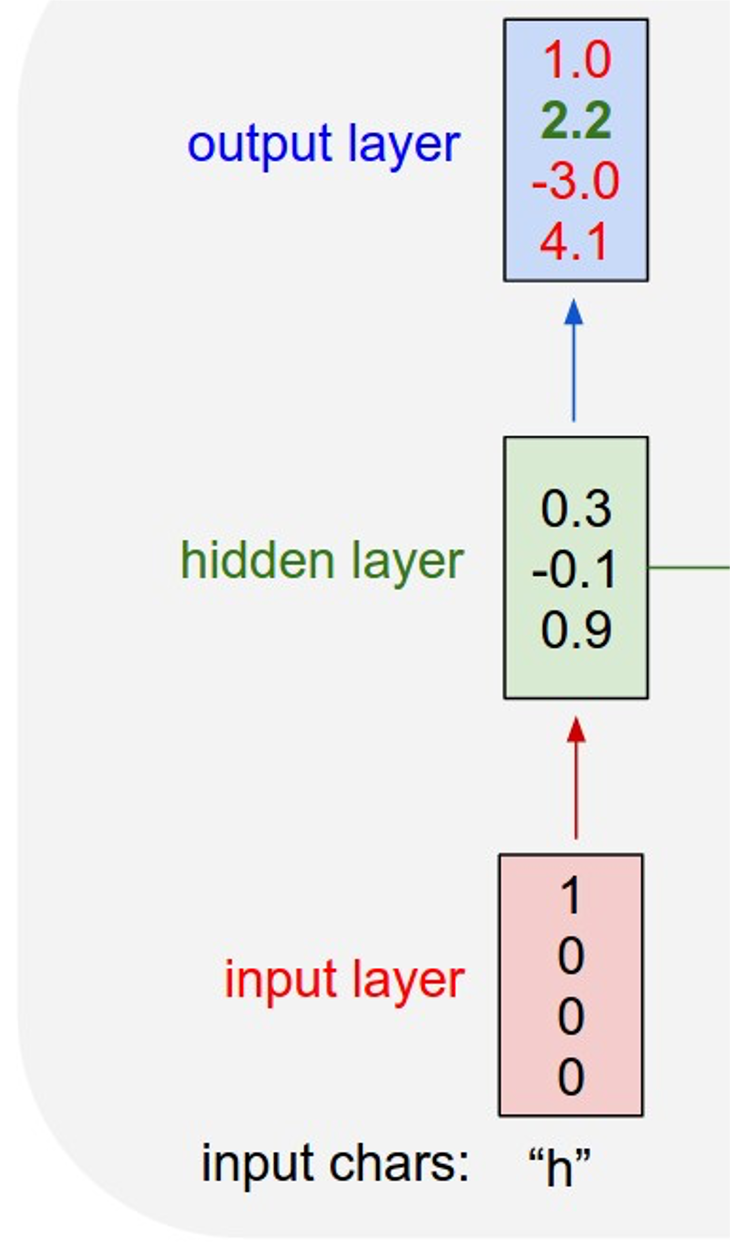 1.0
2.2
-3.0
4.1
output layer
0.3
-0.1
0.9
hidden layer
1
0
0
0
input layer
input chars: “h”